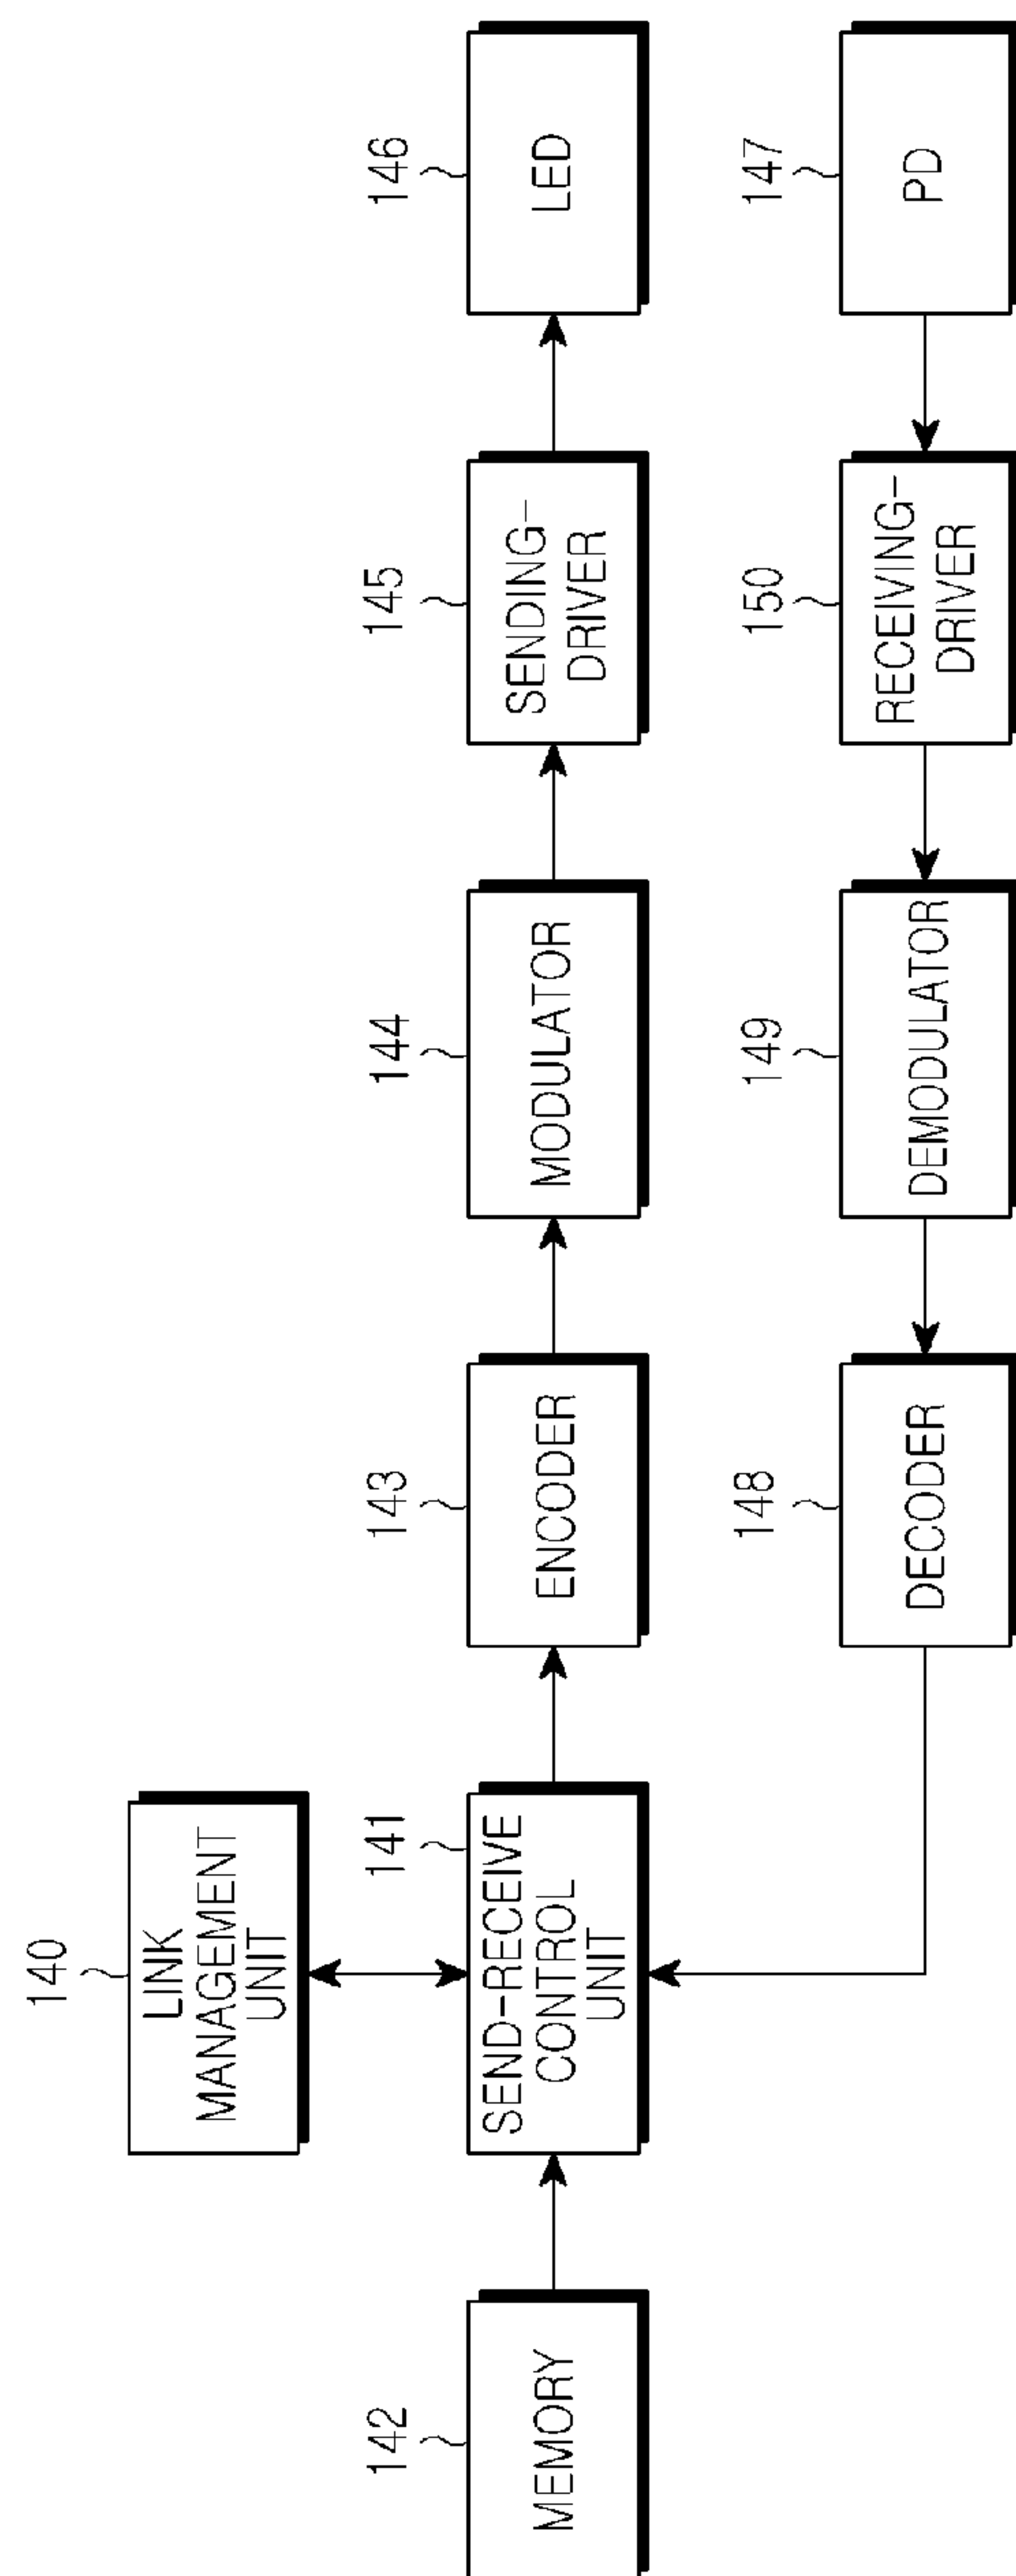 140
LINK
MANAGEMENT
UNIT
142
MEMORY
141
SEND-RECEIVE
CONTROL
UNIT
143
ENCODER
144
MODULATOR
145
SENDING-
DRIVER
146
LED
148
DECODER
149
DEMODULATOR
150
RECEIVING-
DRIVER
147
PD